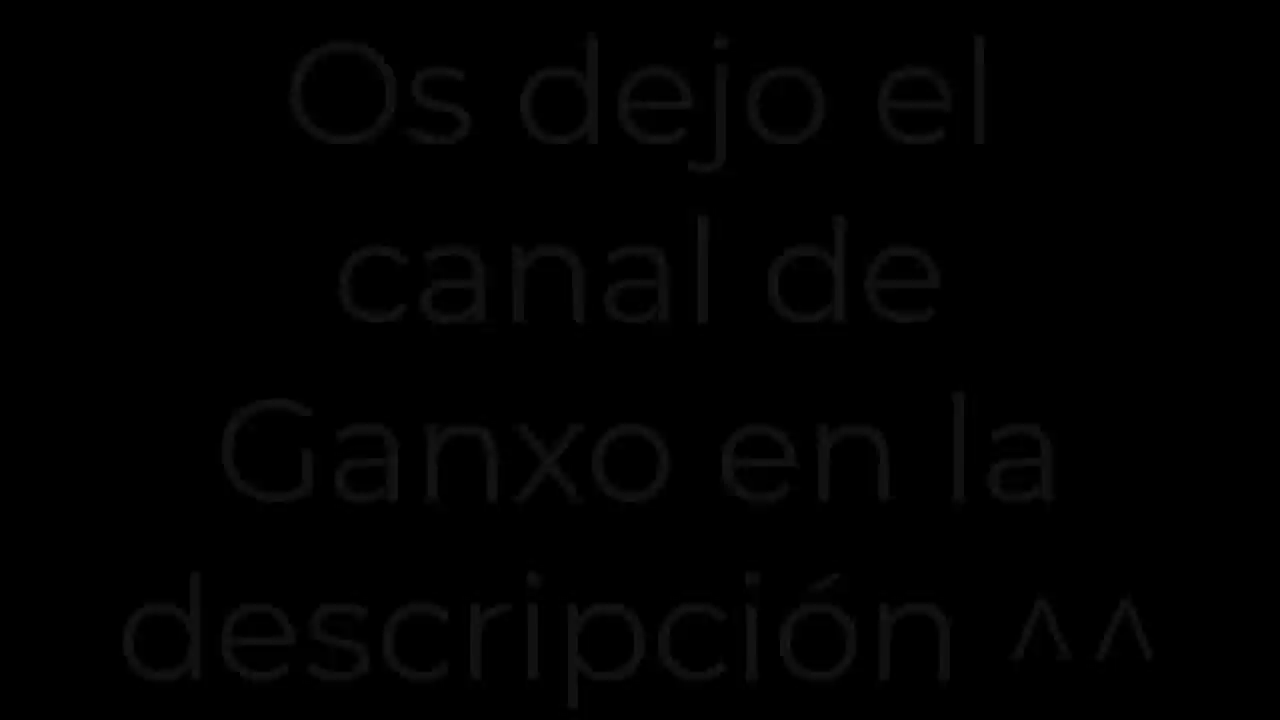 Os dejo el
canal de
Ganxo en la
descripción ^^